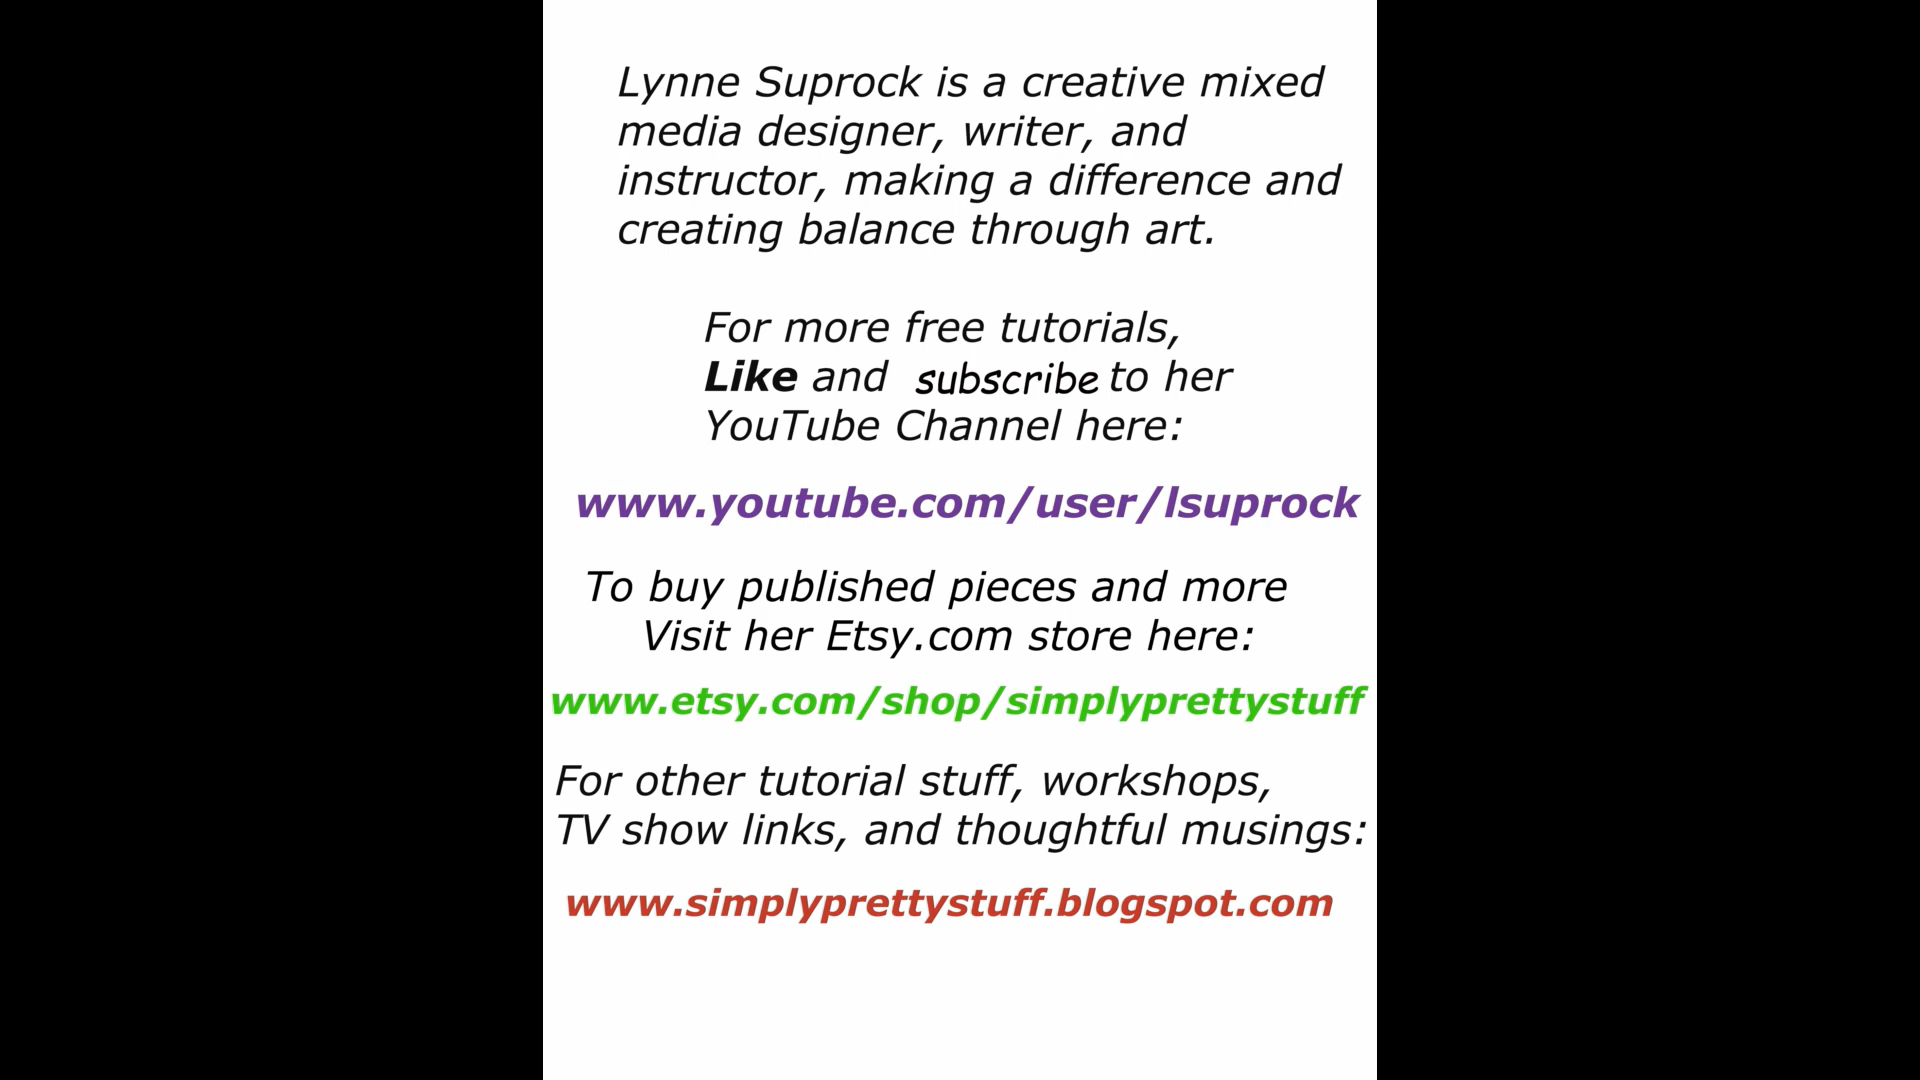 Lynne Suprock is a creative mixed
media designer, writer, and
instructor, making a difference and
creating balance through art.
For more free tutorials,
Like and subscribe to her
YouTube Channel here:
www.youtube.com/user/lsuprock
To buy published pieces and more
Visit her Etsy.com store here:
www.etsy.com/shop/simplyprettystuff
For other tutorial stuff, workshops,
TV show links, and thoughtful musings:
www.simplyprettystuff.blogspot.com